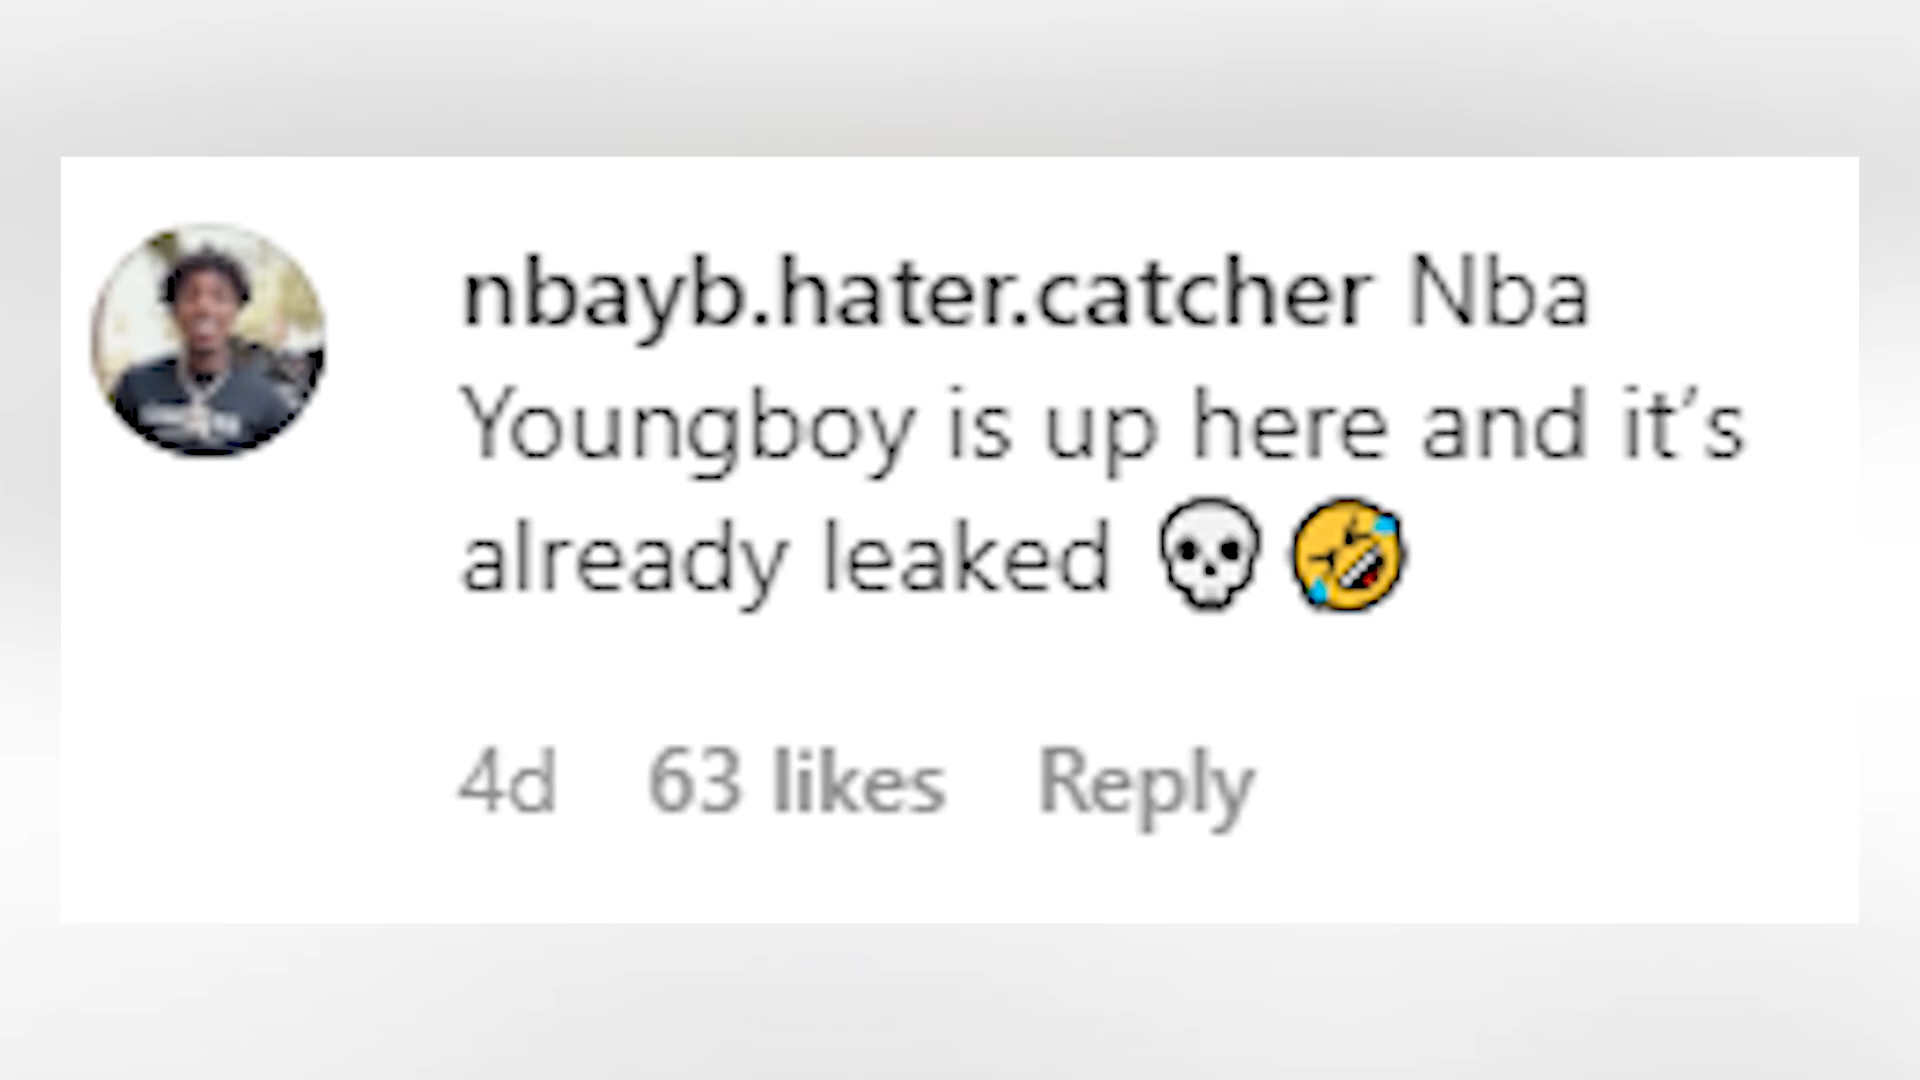 nbayb.hater.catcher Nba
Youngboy is up here and it’s
already leaked 💀🤣
4d 63 likes Reply